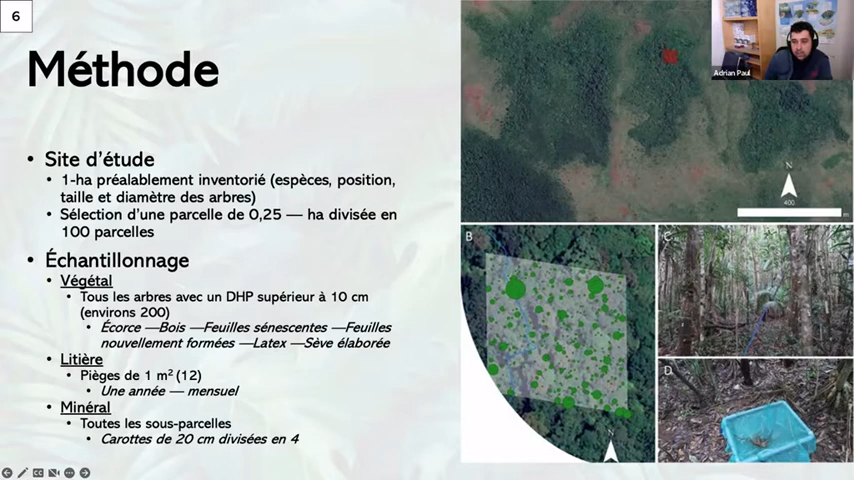 6
Méthode
Adrian Paul
• Site d'étude
• 1-ha préalablement inventorié (espèces, position,
taille et diamètre des arbres)
• Sélection d'une parcelle de 0,25 — ha divisée en
100 parcelles
• Échantillonnage
• Végétal
• Tous les arbres avec un DHP supérieur à 10 cm
(environs 200)
• Écorce —Bois —Feuilles sénescentes —Feuilles
nouvellement formées —Latex —Sève élaborée
• Litière
• Pièges de 1 m² (12)
• Une année — mensuel
• Minéral
• Toutes les sous-parcelles
• Carottes de 20 cm divisées en 4
N
400
m
B
N
C
D
CC